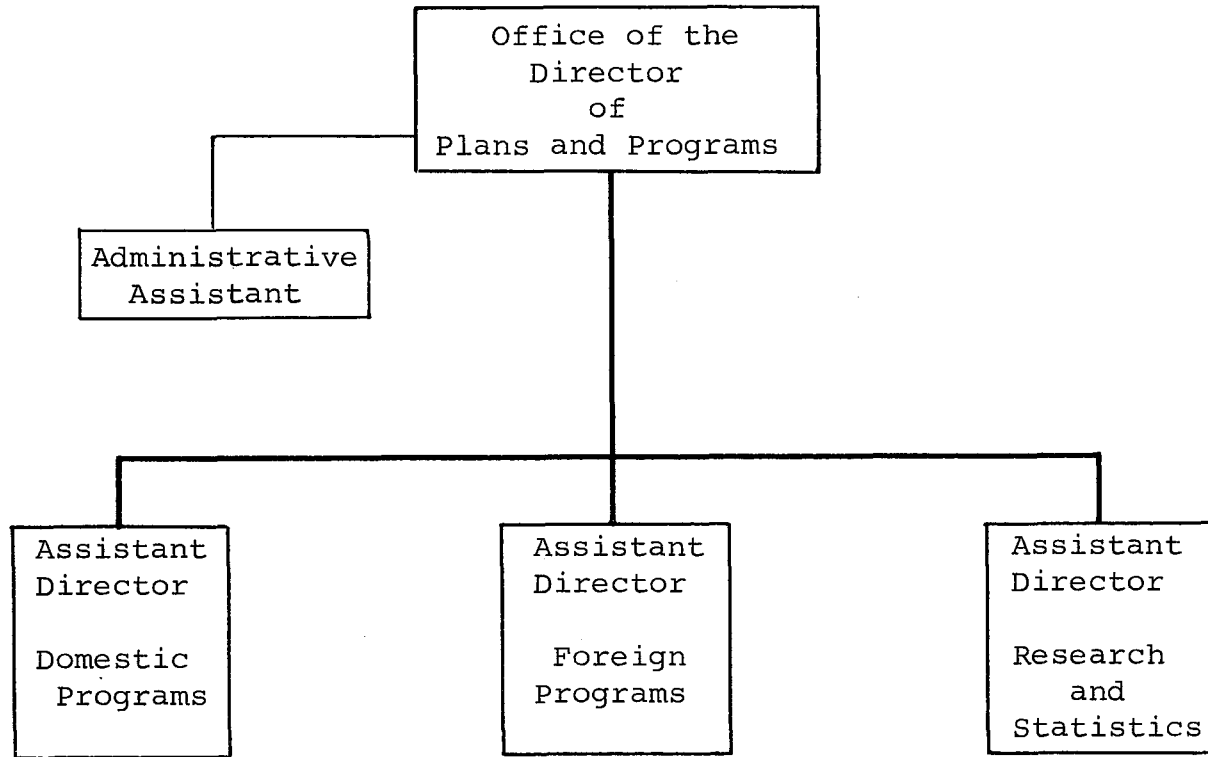 Office of the
Director
of
Plans and Programs
Administrative
Assistant
Assistant
Director
Domestic
Programs
Assistant
Director
Foreign
Programs
Assistant
Director
Research
and
Statistics